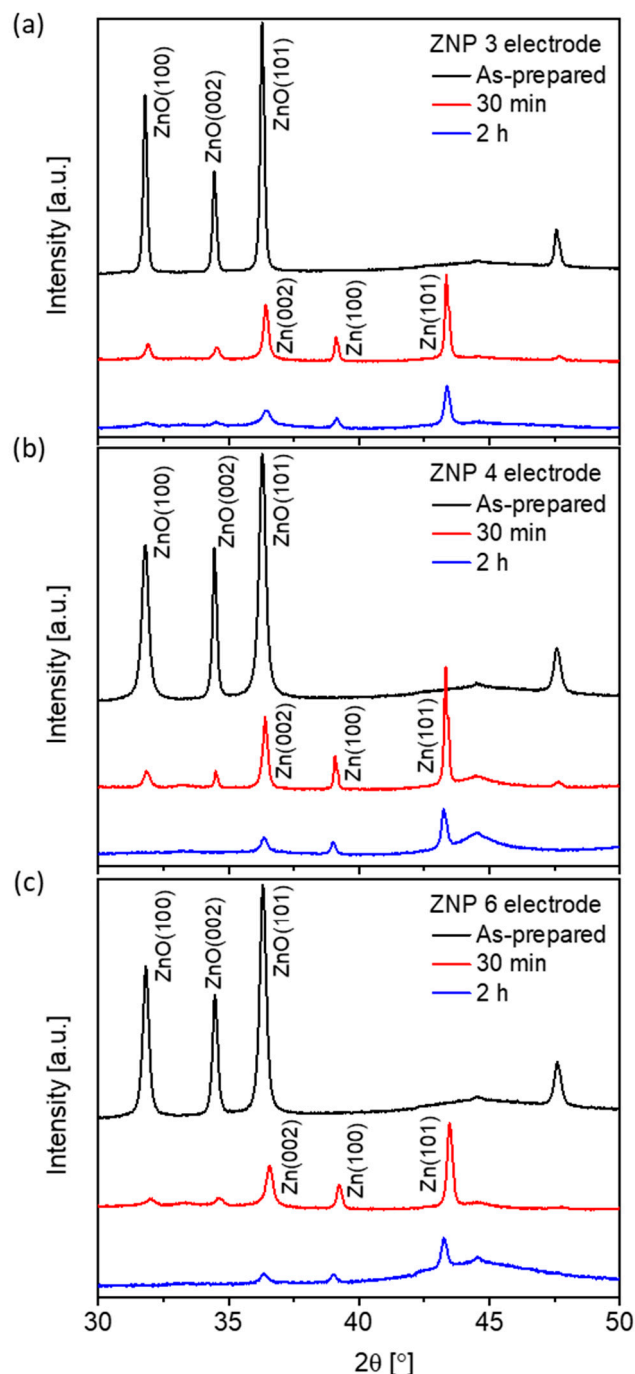 (a)
ZNP 3 electrode
As-prepared
30 min
2 h
ZnO(100)
ZnO(002)
ZnO(101)
Zn(002)
Zn(100)
Zn(101)
Intensity [a.u.]
(b)
ZNP 4 electrode
As-prepared
30 min
2 h
ZnO(100)
ZnO(002)
ZnO(101)
Zn(002)
Zn(100)
Zn(101)
Intensity [a.u.]
(c)
ZNP 6 electrode
As-prepared
30 min
2 h
ZnO(100)
ZnO(002)
ZnO(101)
Zn(002)
Zn(100)
Zn(101)
Intensity [a.u.]
30 35 40 45 50
2θ [°]